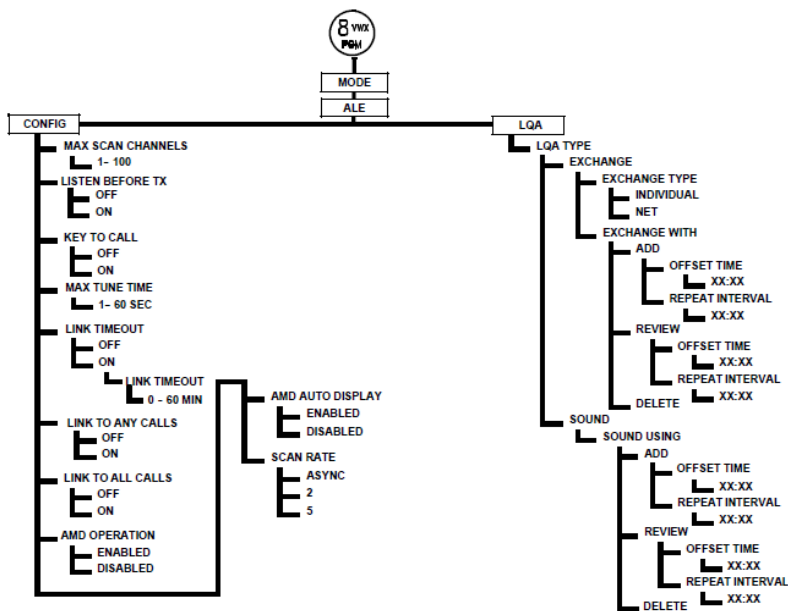 8 VWX
PGM
MODE
ALE
CONFIG
MAX SCAN CHANNELS
1- 100
LISTEN BEFORE TX
OFF
ON
KEY TO CALL
OFF
ON
MAX TUNE TIME
1- 60 SEC
LINK TIMEOUT
OFF
ON
LINK TIMEOUT
0 - 60 MIN
LINK TO ANY CALLS
OFF
ON
LINK TO ALL CALLS
OFF
ON
AMD OPERATION
ENABLED
DISABLED
AMD AUTO DISPLAY
ENABLED
DISABLED
SCAN RATE
ASYNC
2
5
LQA
LQA TYPE
EXCHANGE
EXCHANGE TYPE
INDIVIDUAL
NET
EXCHANGE WITH
ADD
OFFSET TIME
XX:XX
REPEAT INTERVAL
XX:XX
REVIEW
OFFSET TIME
XX:XX
REPEAT INTERVAL
XX:XX
DELETE
SOUND
SOUND USING
ADD
OFFSET TIME
XX:XX
REPEAT INTERVAL
XX:XX
REVIEW
OFFSET TIME
XX:XX
REPEAT INTERVAL
XX:XX
DELETE